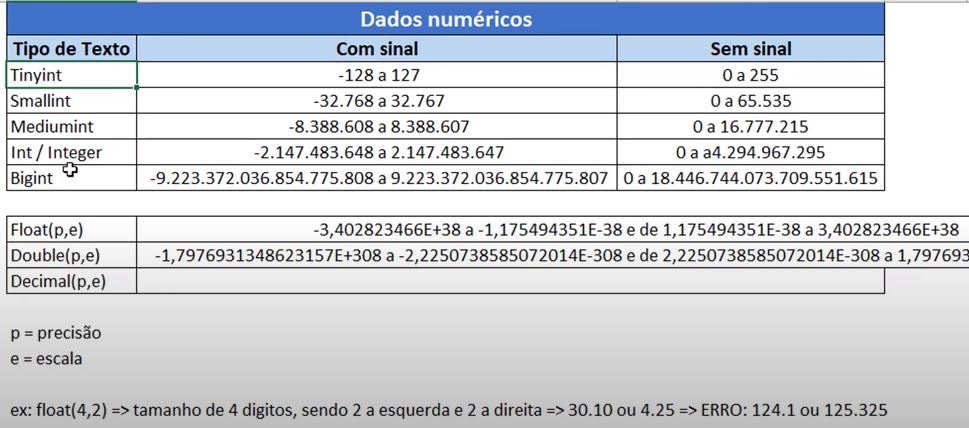 Dados numéricos
Tipo de Texto Com sinal Sem sinal
Tinyint -128 a 127 0 a 255
Smallint -32.768 a 32.767 0 a 65.535
Mediumint -8.388.608 a 8.388.607 0 a 16.777.215
Int / Integer -2.147.483.648 a 2.147.483.647 0 a a4.294.967.295
Bigint -9.223.372.036.854.775.808 a 9.223.372.036.854.775.807 0 a 18.446.744.073.709.551.615
Float(p,e) -3,402823466E+38 a -1,175494351E-38 e de 1,175494351E-38 a 3,402823466E+38
Double(p,e) -1,7976931348623157E+308 a -2,2250738585072014E-308 e de 2,2250738585072014E-308 a 1,797693
Decimal(p,e)
p = precisão
e = escala
ex: float(4,2) => tamanho de 4 digitos, sendo 2 a esquerda e 2 a direita => 30.10 ou 4.25 => ERRO: 124.1 ou 125.325